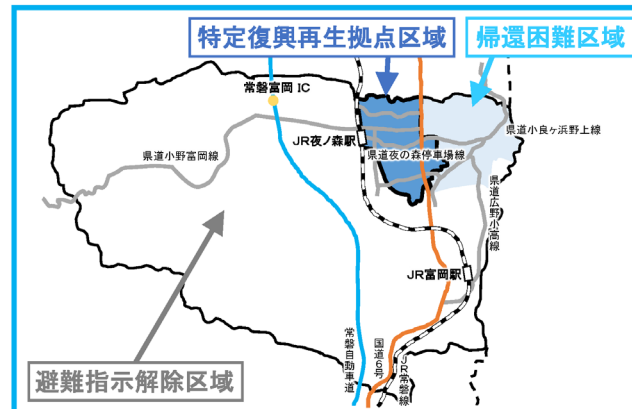 特定復興再生拠点区域
帰還困難区域
常磐富岡 IC
JR夜ノ森駅
県道小良ヶ浜野上線
県道夜の森停車場線
県道小野富岡線
県道広野小高線
JR富岡駅
避難指示解除区域
常磐自動車道
国道6号
JR常磐線